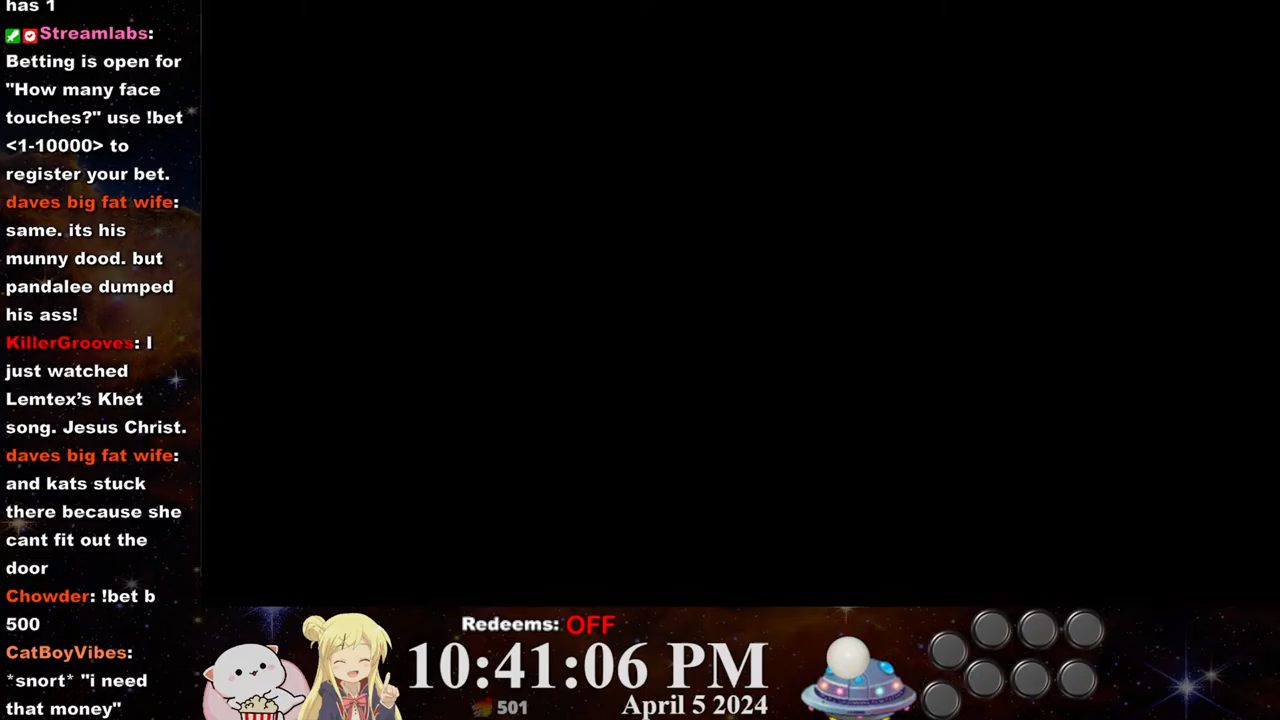 has 1
Streamlabs:
Betting is open for
"How many face
touches?" use !bet
<1-10000> to
register your bet.
daves big fat wife:
same. its his
munny dood. but
pandalee dumped
his ass!
KillerGrooves: I
just watched
Lemtex’s Khet
song. Jesus Christ.
daves big fat wife:
and kats stuck
there because she
cant fit out the
door
Chowder: !bet b
500
CatBoyVibes:
*snort* "i need
that money"
Redeems: OFF
10:41:06 PM
501
April 5 2024